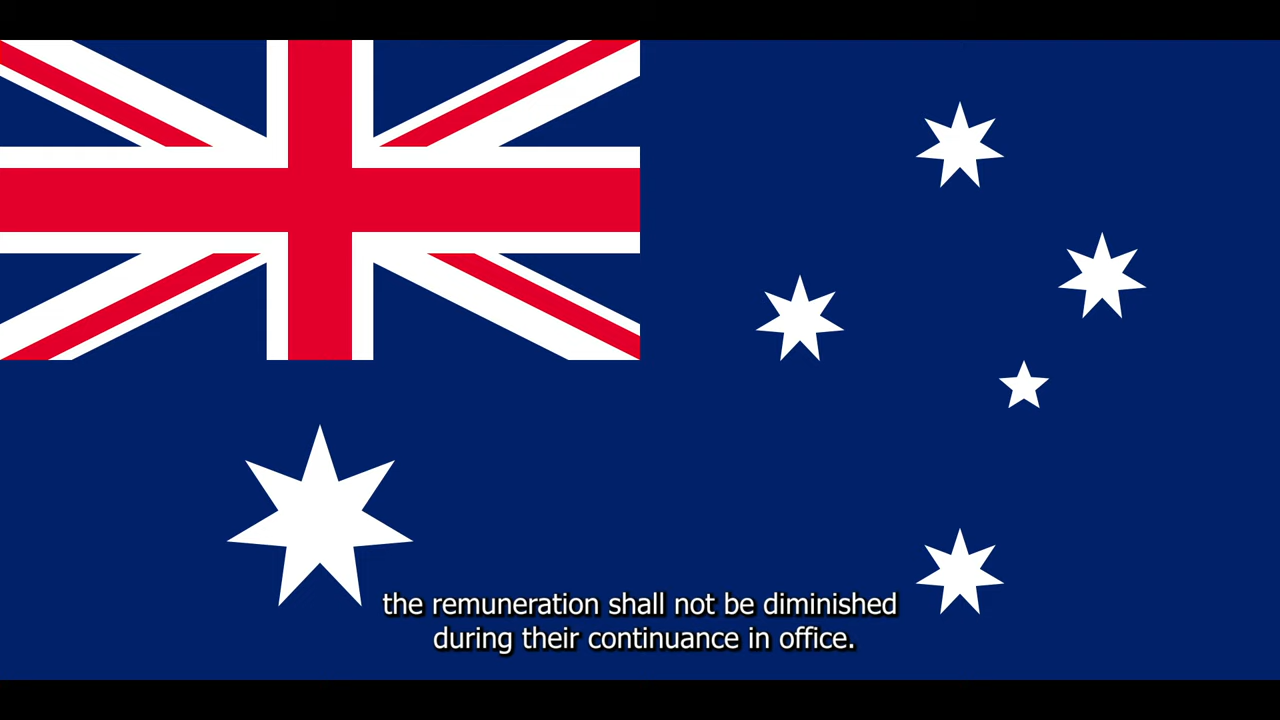 the remuneration shall not be diminished
during their continuance in office.